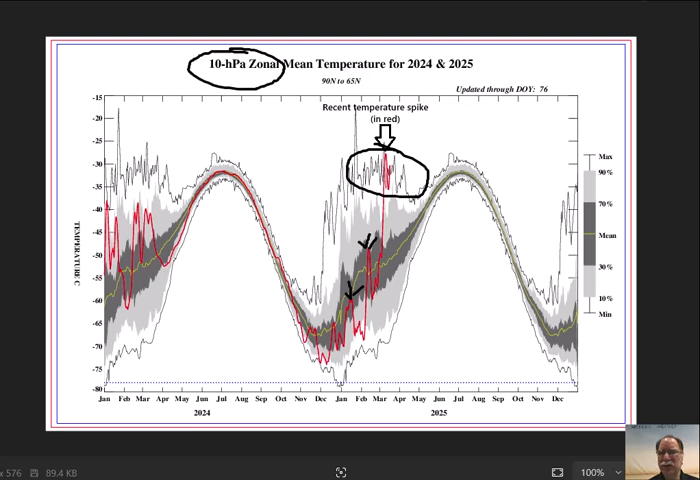 10-hPa Zonal Mean Temperature for 2024 & 2025
90N to 65N
Updated through DOY: 76
Recent temperature spike
(in red)
-15
-20
-25
-30
-35
-40
-45
-50
-55
-60
-65
-70
-75
-80
TEMPERATURE C
Max
90%
70%
Mean
30%
10%
Min
Jan Feb Mar Apr May Jun Jul Aug Sep Oct Nov Dec Jan Feb Mar Apr May Jun Jul Aug Sep Oct Nov Dec
2024 2025
x 576 89.4 KB 100%